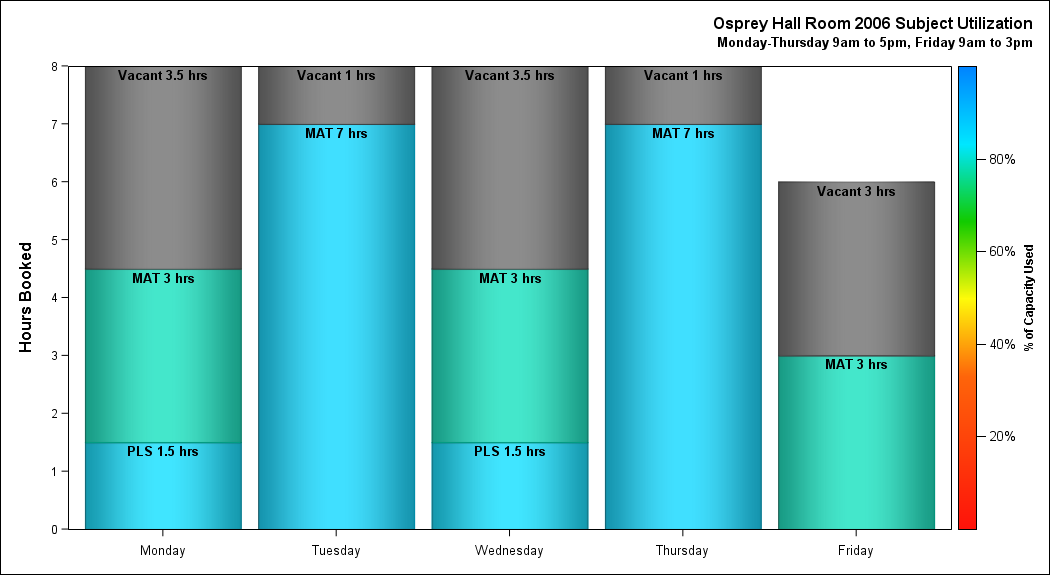 Osprey Hall Room 2006 Subject Utilization
Monday-Thursday 9am to 5pm, Friday 9am to 3pm
Hours Booked
8
7
6
5
4
3
2
1
0
Vacant 3.5 hrs
MAT 3 hrs
PLS 1.5 hrs
Monday
Vacant 1 hrs
MAT 7 hrs
Tuesday
Vacant 3.5 hrs
MAT 3 hrs
PLS 1.5 hrs
Wednesday
Vacant 1 hrs
MAT 7 hrs
Thursday
Vacant 3 hrs
MAT 3 hrs
Friday
80%
60%
40%
20%
% of Capacity Used